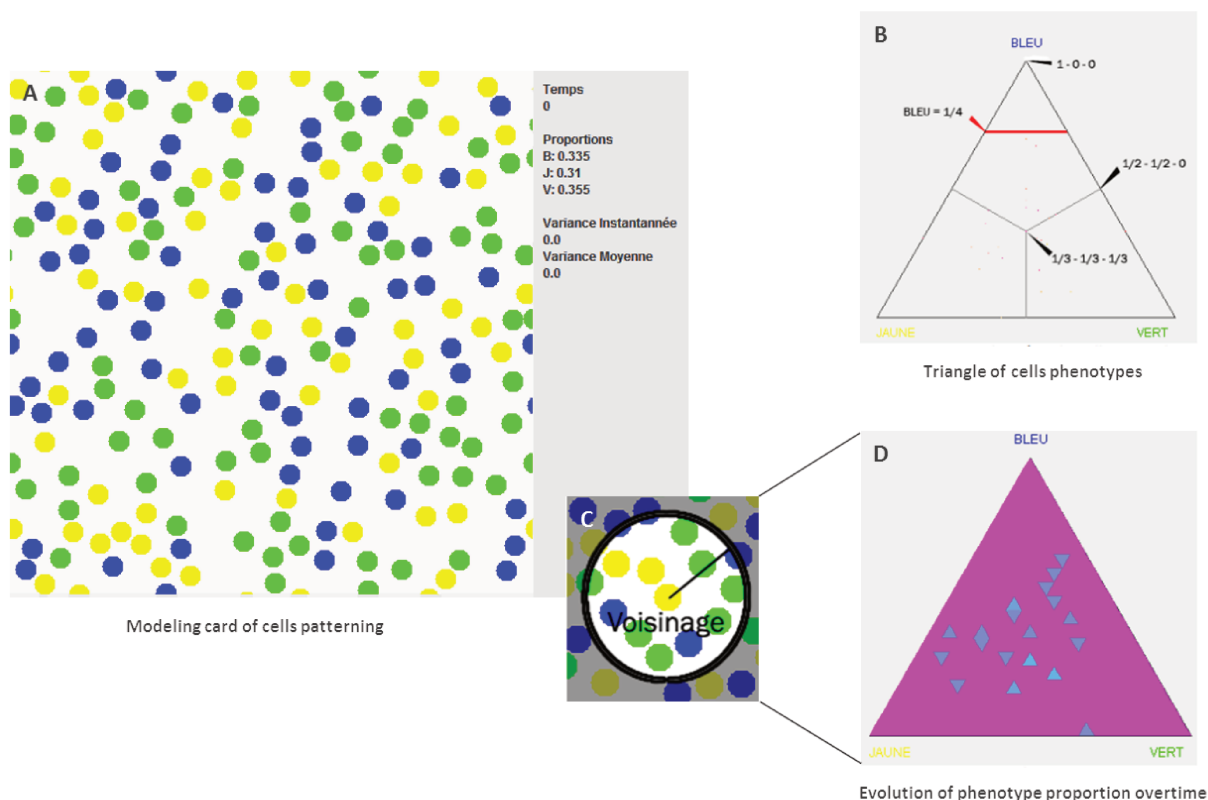 A
Temps
0
Proportions
B: 0.335
J: 0.31
V: 0.355
Variance Instantannée
0.0
Variance Moyenne
0.0
Modeling card of cells patterning
B
BLEU
1 - 0 - 0
BLEU = 1/4
1/2 - 1/2 - 0
1/3 - 1/3 - 1/3
JAUNE
VERT
Triangle of cells phenotypes
C
Voisinage
D
BLEU
JAUNE
VERT
Evolution of phenotype proportion overtime